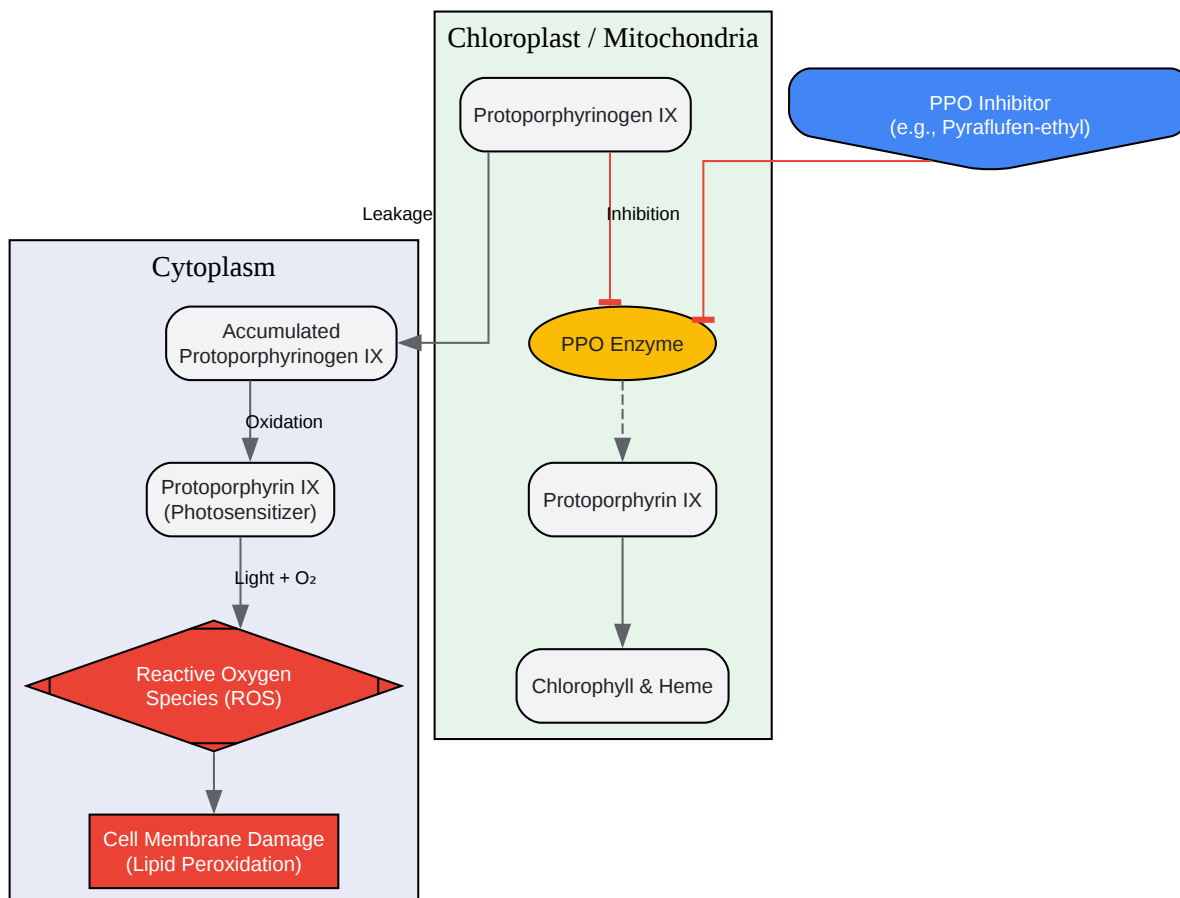 Chloroplast / Mitochondria
Protoporphyrinogen IX
PPO Inhibitor
(e.g., Pyraflufen-ethyl)
Leakage
Inhibition
Cytoplasm
Accumulated
Protoporphyrinogen IX
PPO Enzyme
Oxidation
Protoporphyrin IX
(Photosensitizer)
Protoporphyrin IX
Light + O₂
Reactive Oxygen
Species (ROS)
Chlorophyll & Heme
Cell Membrane Damage
(Lipid Peroxidation)